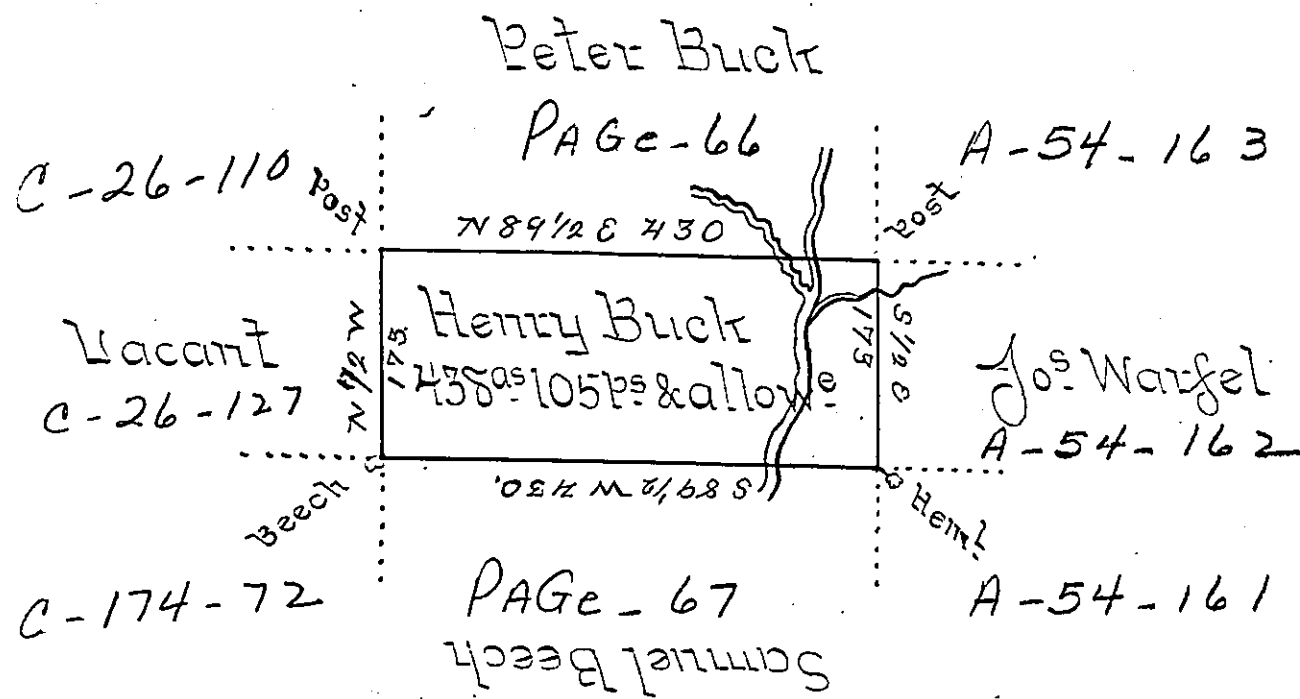 Peter Buck
PAGe-66
C-26-110
Post
A-54-163
Post
N 89 1/2 E 430
Henry Buck
438as 105ps & allowe
N 1/2 W
175
S 1/2 E
173
Vacant
C-26-127
Jos. Warfel
A-54-162
S 89 1/2 W 430.
Beech
Heml.
C-174-72
PAGe-67
A-54-161
Samuel Beech